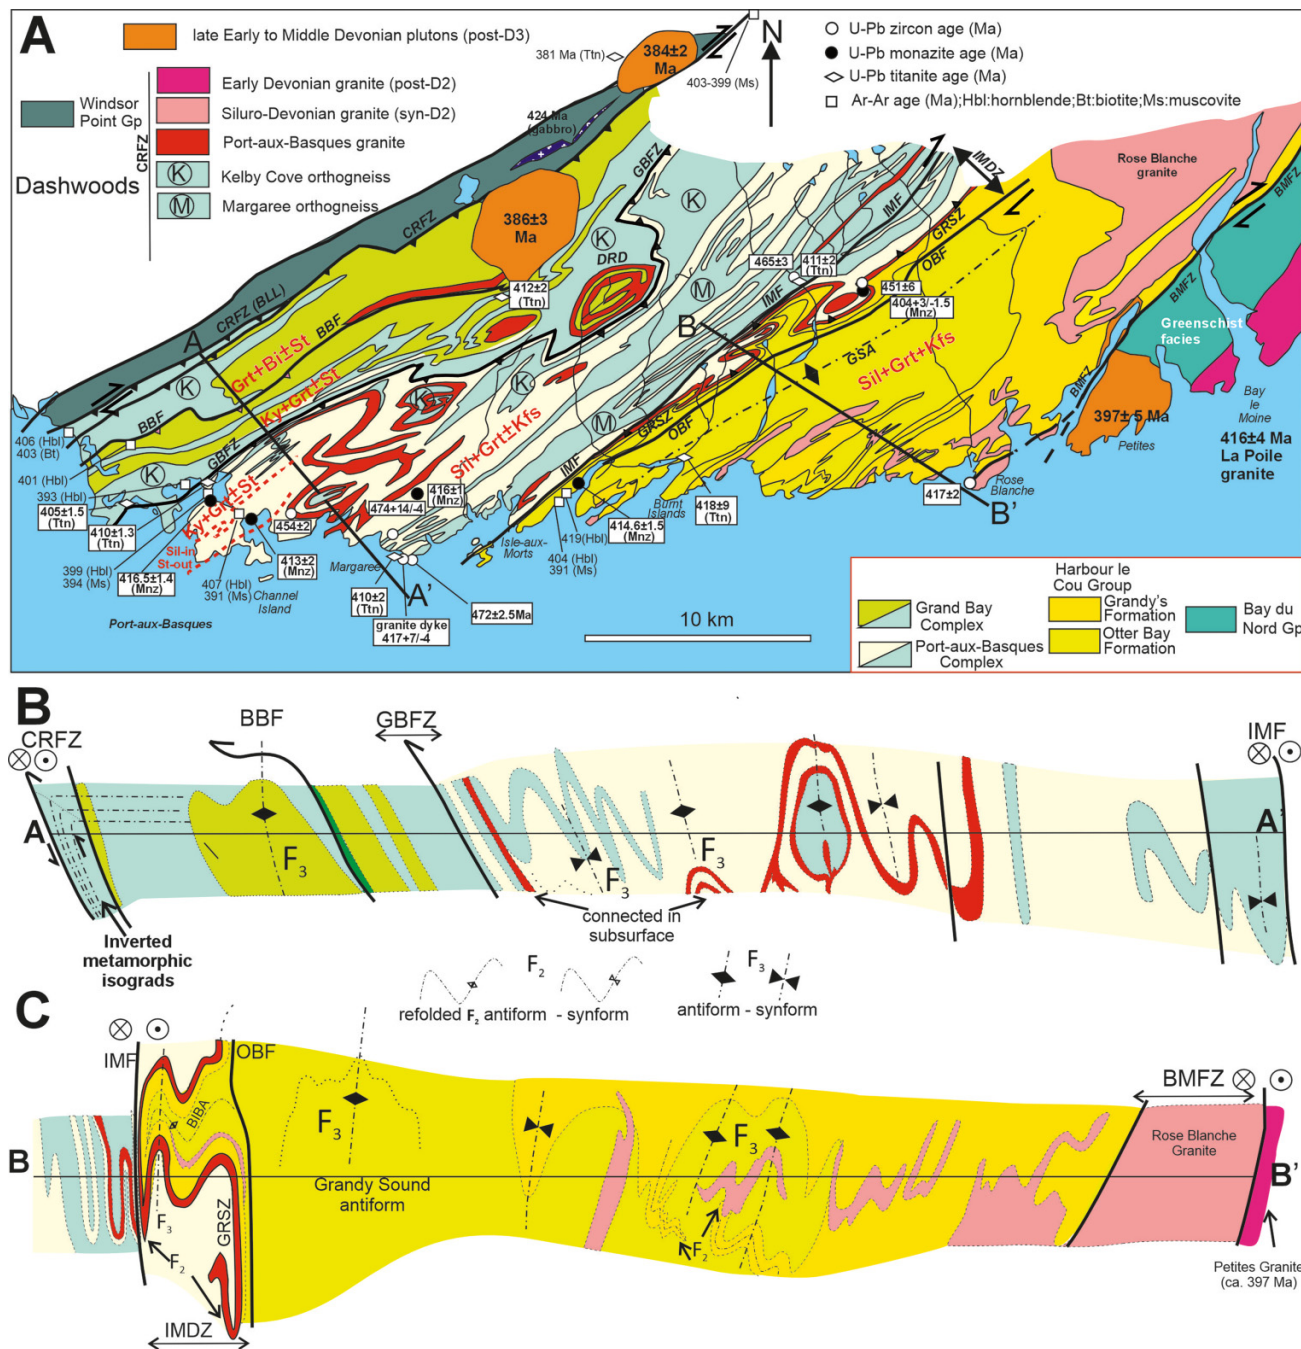 A
late Early to Middle Devonian plutons (post-D3)
CRFZ
Early Devonian granite (post-D2)
Siluro-Devonian granite (syn-D2)
Port-aux-Basques granite
K
Kelby Cove orthogneiss
M
Margaree orthogneiss
Windsor
Point Gp
Dashwoods
N
U-Pb zircon age (Ma)
U-Pb monazite age (Ma)
U-Pb titanite age (Ma)
Ar-Ar age (Ma);Hbl:hornblende;Bt:biotite;Ms:muscovite
381 Ma (Ttn)
384±2
Ma
403-399 (Ms)
424 Ma
(gabbro)
386±3
Ma
CRFZ
CRFZ (BLL)
BBF
BBF
GBFZ
GBFZ
DRD
K
K
K
K
K
K
M
M
IMF
IMF
IMF
IMDZ
GRSZ
GRSZ
OBF
OBF
GSA
BMFZ
BMFZ
BMFZ
Rose Blanche
granite
Greenschist
facies
Bay
le
Moine
397± 5 Ma
Petites
416±4 Ma
La Poile
granite
412±2
(Ttn)
465±3
411±2
(Ttn)
451±6
404+3/-1.5
(Mnz)
A
B
Grt+Bi±St
Ky+Grt±St
Ky+Grt±St
Sil+Grt±Kfs
Sil+Grt+Kfs
Sil-in
St-out
406 (Hbl)
403 (Bt)
401 (Hbl)
393 (Hbl)
405±1.5
(Ttn)
410±1.3
(Ttn)
399 (Hbl)
394 (Ms)
416.5±1.4
(Mnz)
407 (Hbl)
391 (Ms)
Channel
Island
413±2
(Mnz)
454±2
474+14/-4
416±1
(Mnz)
Margaree
410±2
(Ttn)
A'
granite dyke
417+7/-4
472±2.5Ma
Isle-aux-
Morts
419(Hbl)
404 (Hbl)
391 (Ms)
414.6±1.5
(Mnz)
Burnt
Islands
418±9
(Ttn)
417±2
Rose
Blanche
B'
Port-aux-Basques
10 km
Grand Bay
Complex
Port-aux-Basques
Complex
Harbour le
Cou Group
Grandy's
Formation
Otter Bay
Formation
Bay du
Nord Gp
B
CRFZ
BBF
GBFZ
IMF
A
A'
F3
F3
F3
Inverted
metamorphic
isograds
connected in
subsurface
F2
refolded F2 antiform - synform
F3
antiform - synform
C
IMF
OBF
BIBA
B
F3
F2
GRSZ
IMDZ
F3
Grandy Sound
antiform
F3
F2
BMFZ
Rose Blanche
Granite
B'
Petites Granite
(ca. 397 Ma)